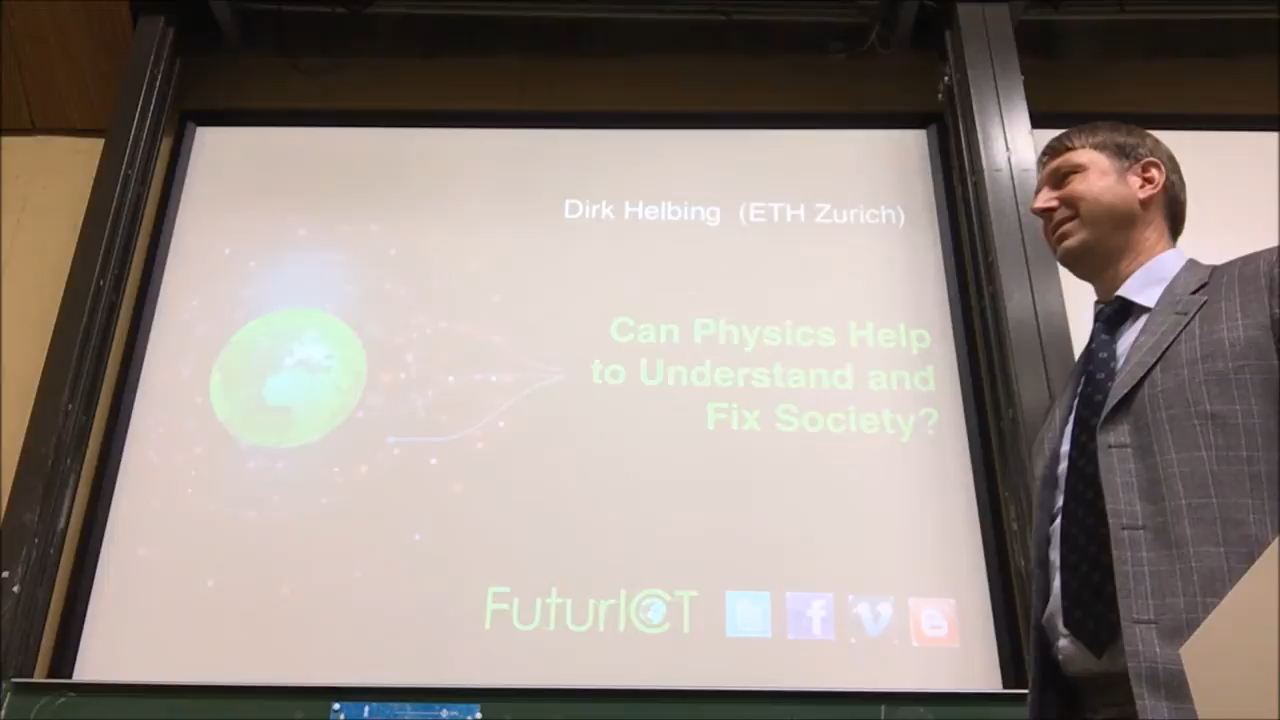 Dirk Helbing (ETH Zurich)
Can Physics Help
to Understand and
Fix Society?
FuturICT